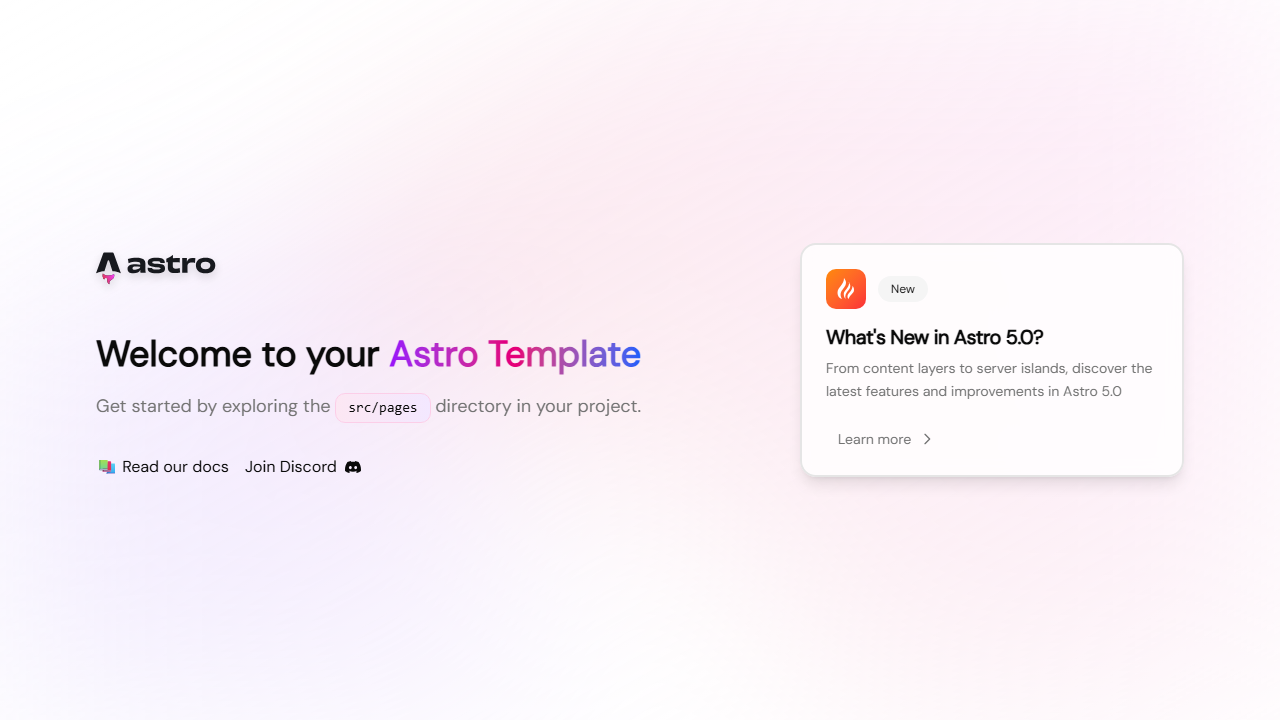 astro
Welcome to your Astro Template
Get started by exploring the src/pages directory in your project.
Read our docs Join Discord
New
What's New in Astro 5.0?
From content layers to server islands, discover the
latest features and improvements in Astro 5.0
Learn more